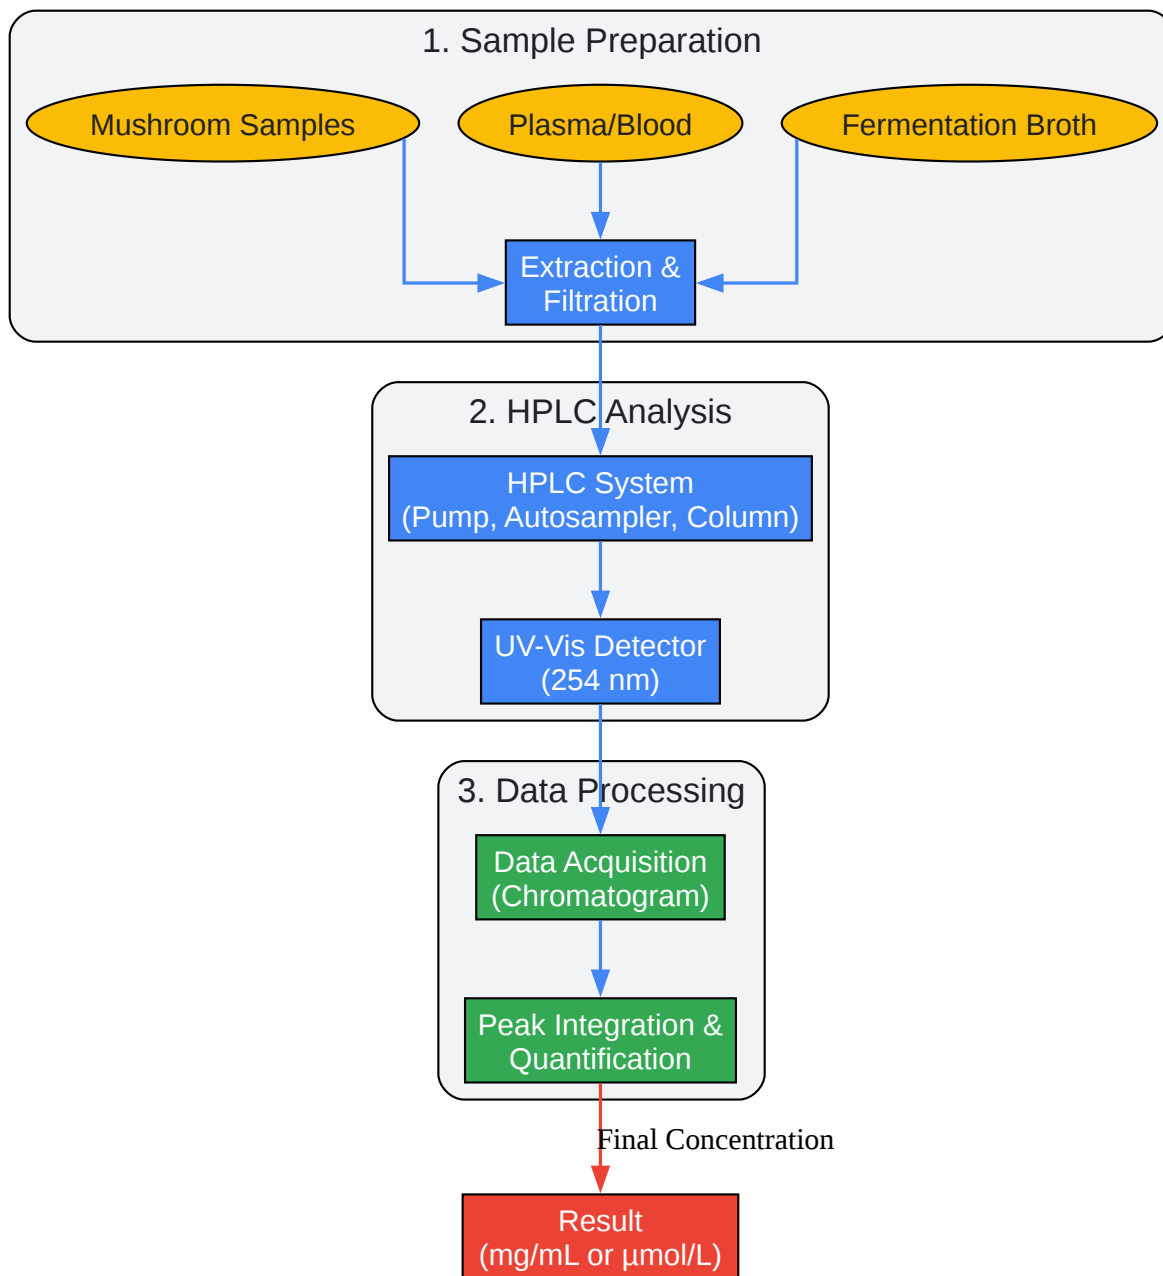 1. Sample Preparation
Mushroom Samples
Plasma/Blood
Fermentation Broth
Extraction &
Filtration
2. HPLC Analysis
HPLC System
(Pump, Autosampler, Column)
UV-Vis Detector
(254 nm)
3. Data Processing
Data Acquisition
(Chromatogram)
Peak Integration &
Quantification
Final Concentration
Result
(mg/mL or µmol/L)